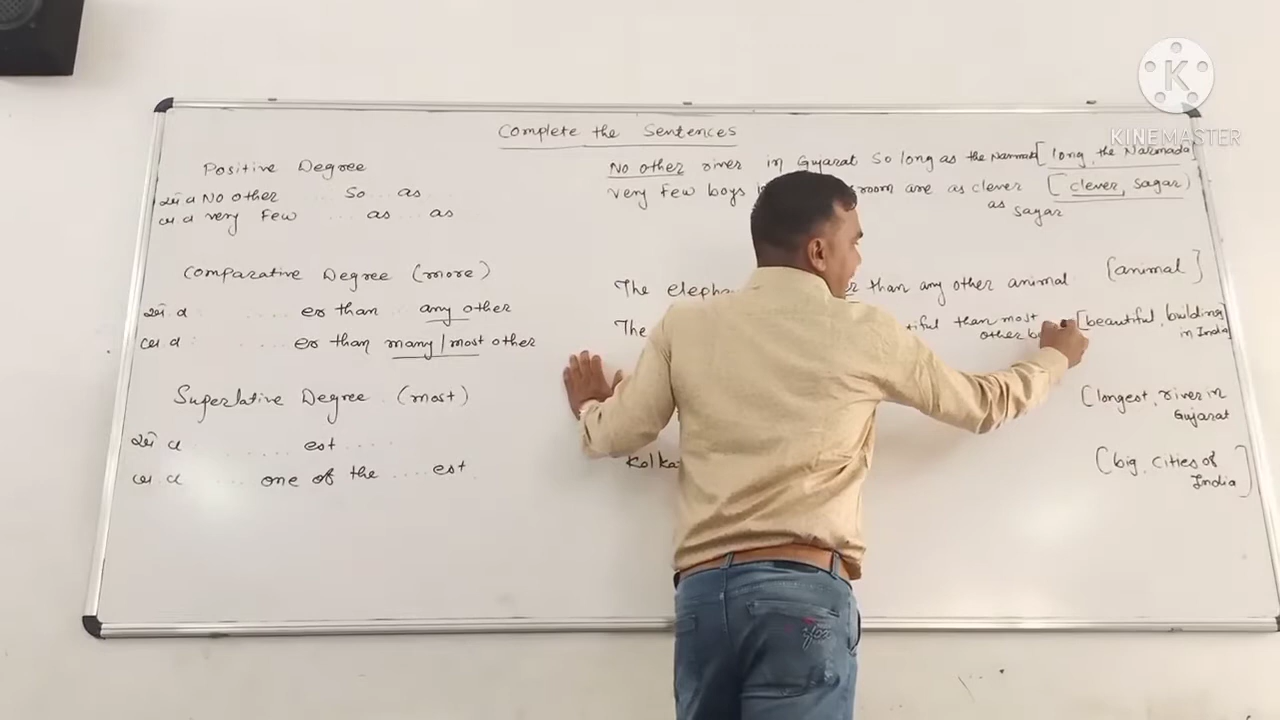 KINEMASTER
Complete the Sentences
Positive Degree
No other ... So ... as
very Few ... as ... as
No other river in Gujarat So long as the Narmada [ long, the Narmada ]
Very few boys room are as clever [ clever, sagar )
as sagar
Comparative Degree (more)
er than any other
er than many/most other
The than any other animal. [animal]
The than most [beautiful, building
other in India]
Superlative Degree (most)
est
one of the .... est
[longest, river in
Gujarat
[big, cities of
India]